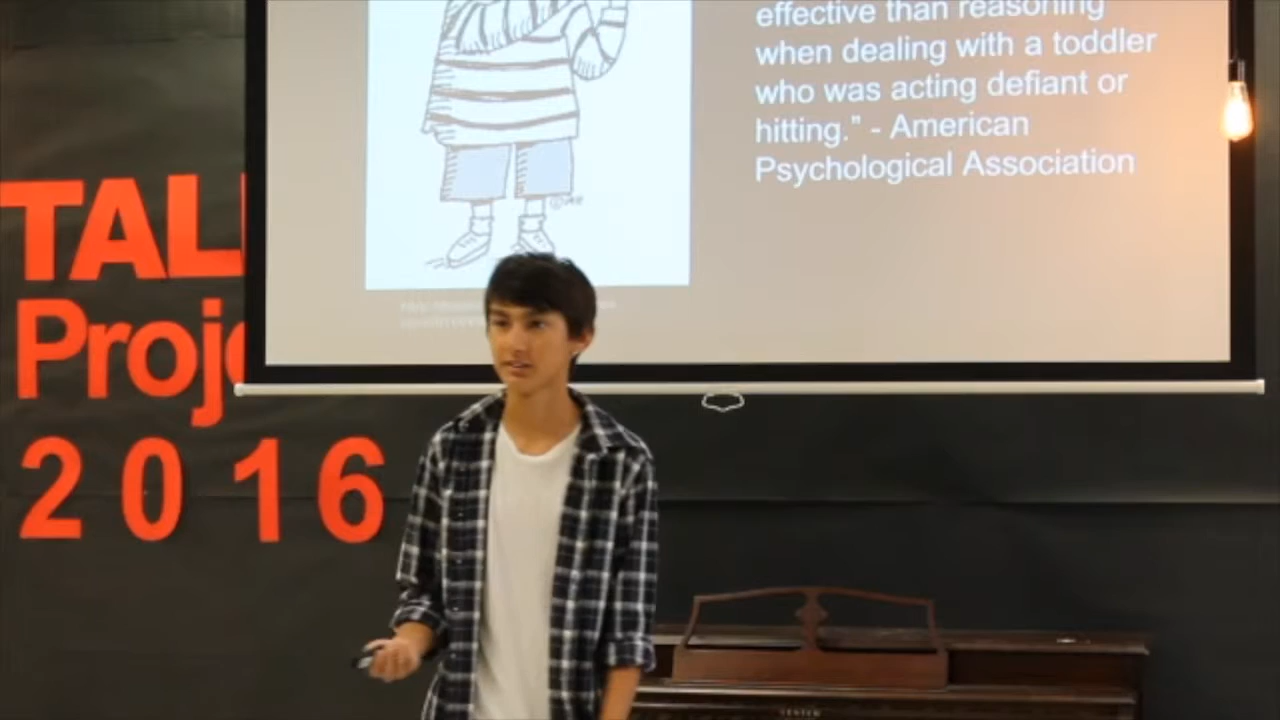 effective than reasoning
when dealing with a toddler
who was acting defiant or
hitting." - American
Psychological Association
TAL
Proj
2016